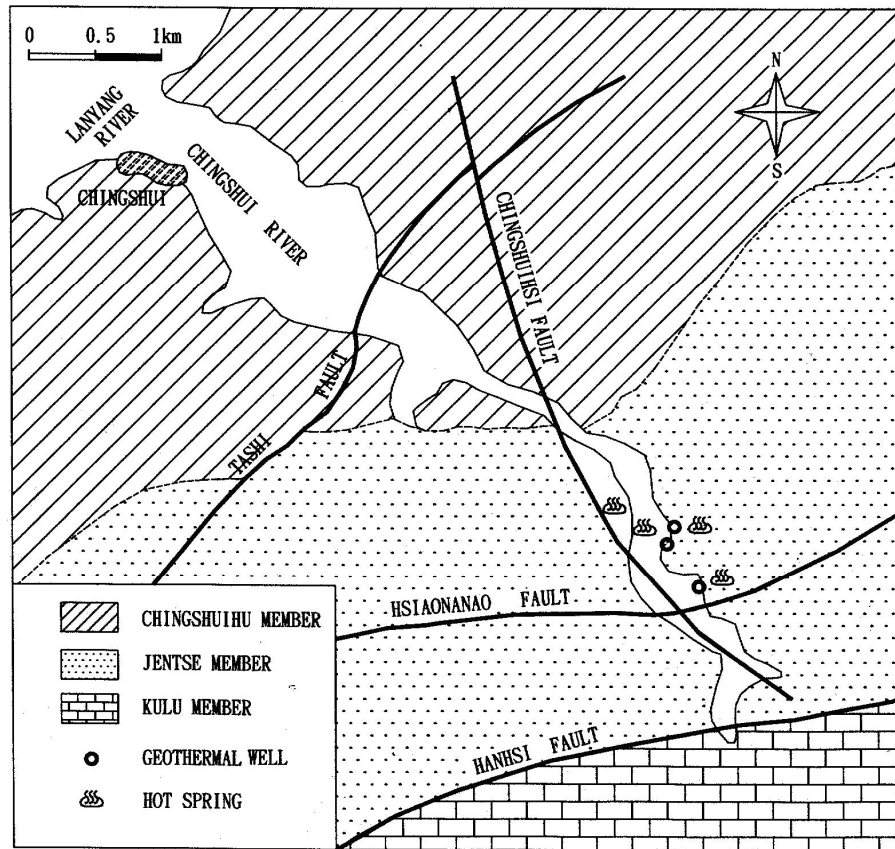 0 0.5 1km
N
S
LANYANG
RIVER
CHINGSHUI
CHINGSHUI RIVER
CHINGSHUIHSI FAULT
TASHI FAULT
HSIAONANAO FAULT
HANHSI FAULT
CHINGSHUIHU MEMBER
JENTSE MEMBER
KULU MEMBER
GEOTHERMAL WELL
HOT SPRING